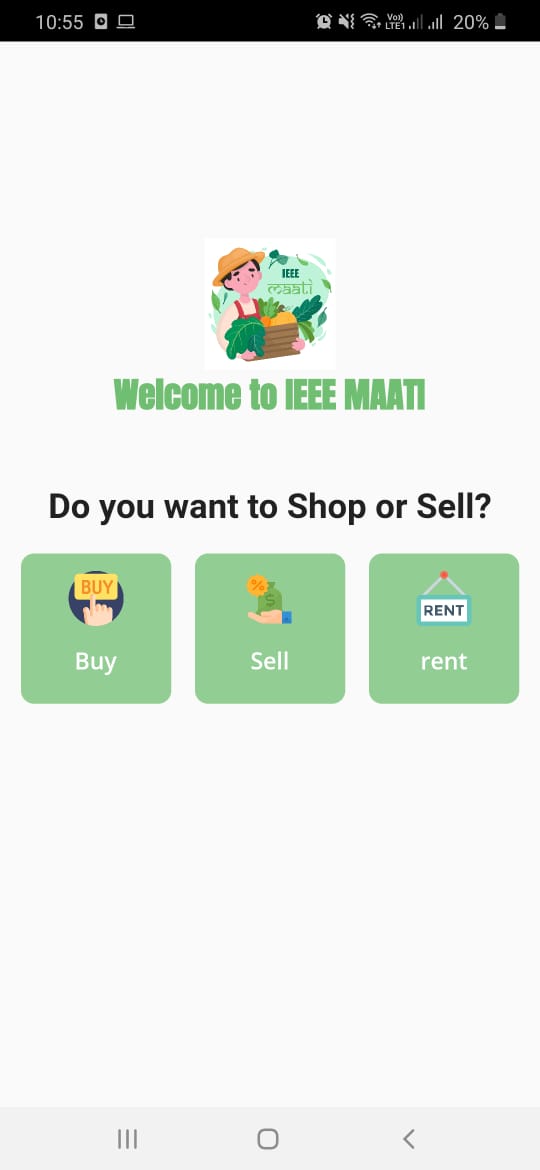 10:55
Vo))
LTE1
20%
IEEE
maati
Welcome to IEEE MAATI
Do you want to Shop or Sell?
BUY
%
$
RENT
Buy
Sell
rent